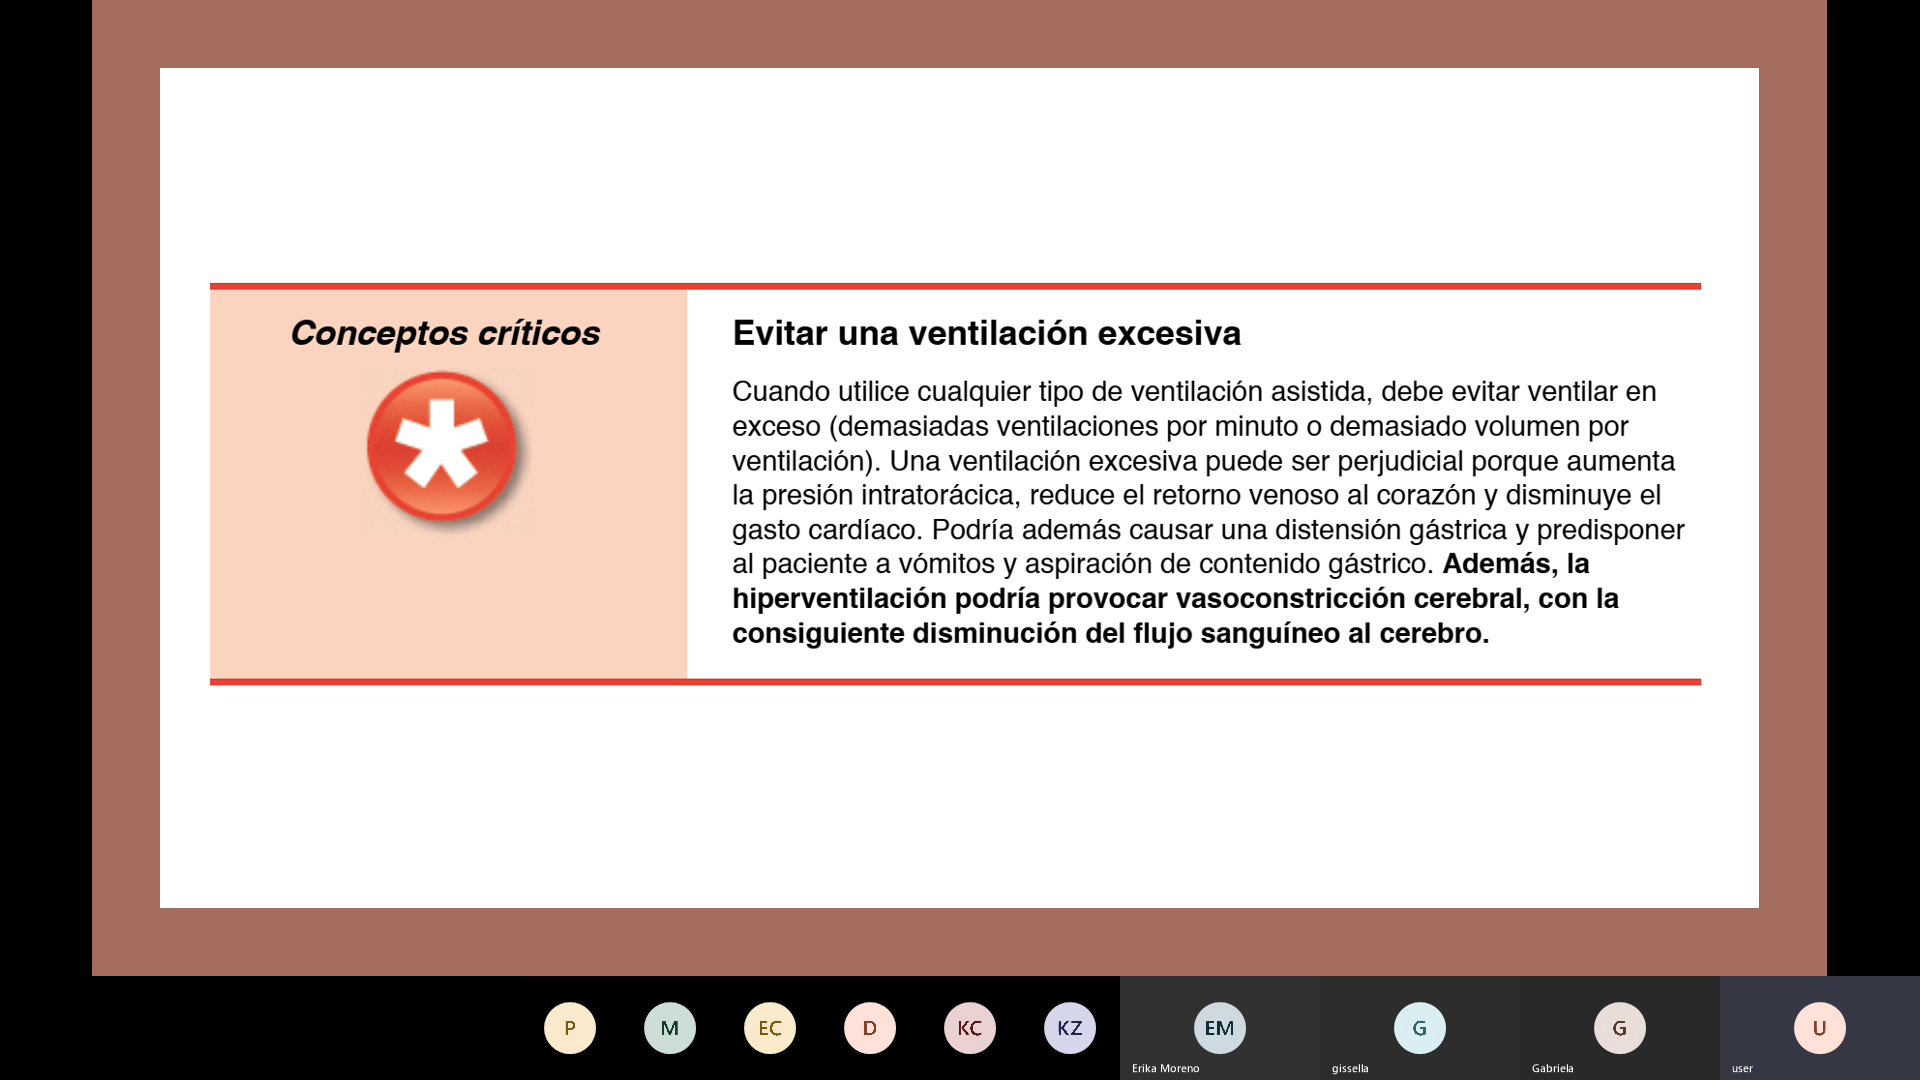 Conceptos críticos
Evitar una ventilación excesiva
Cuando utilice cualquier tipo de ventilación asistida, debe evitar ventilar en
exceso (demasiadas ventilaciones por minuto o demasiado volumen por
ventilación). Una ventilación excesiva puede ser perjudicial porque aumenta
la presión intratorácica, reduce el retorno venoso al corazón y disminuye el
gasto cardíaco. Podría además causar una distensión gástrica y predisponer
al paciente a vómitos y aspiración de contenido gástrico. Además, la
hiperventilación podría provocar vasoconstricción cerebral, con la
consiguiente disminución del flujo sanguíneo al cerebro.
P
M
EC
D
KC
KZ
EM
Erika Moreno
G
gissella
G
Gabriela
U
user